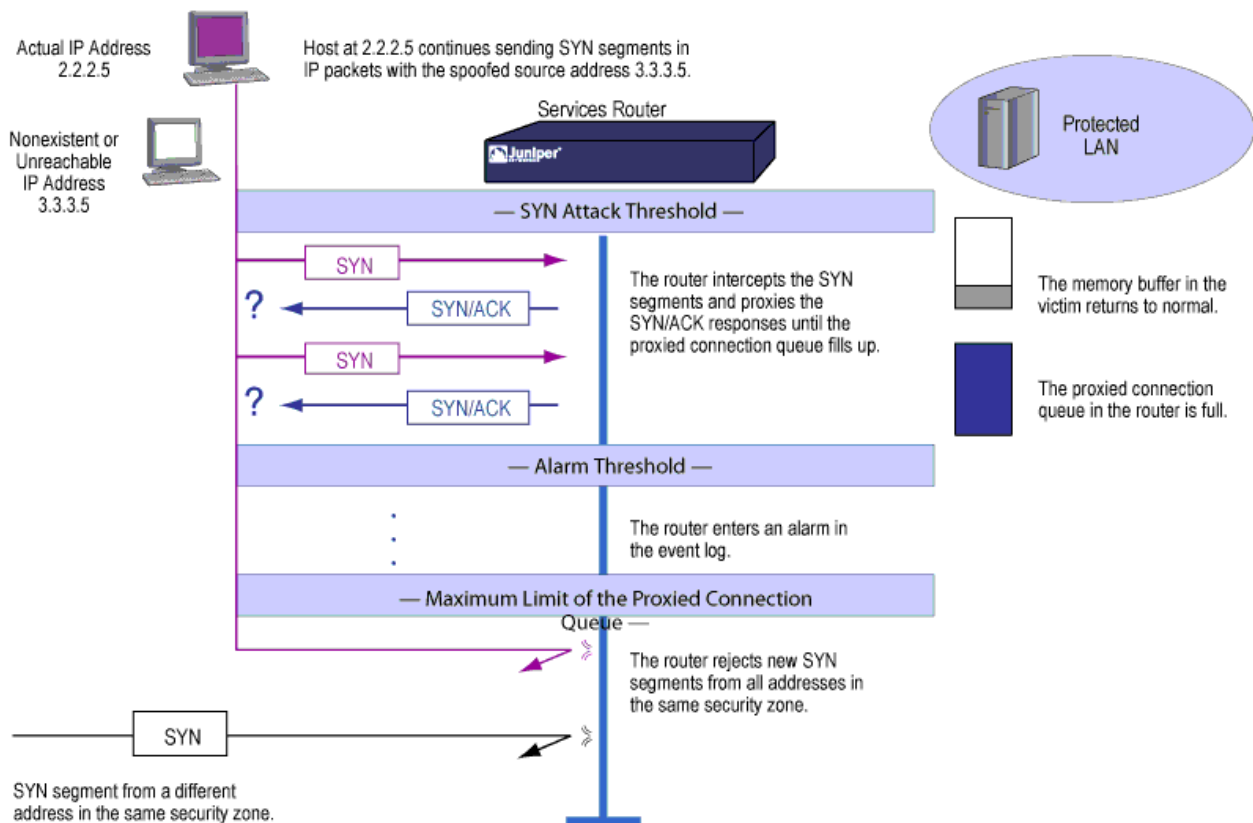 Actual IP Address
2.2.2.5
Host at 2.2.2.5 continues sending SYN segments in
IP packets with the spoofed source address 3.3.3.5.
Nonexistent or
Unreachable
IP Address
3.3.3.5
Services Router
Juniper
Protected
LAN
— SYN Attack Threshold —
SYN
? SYN/ACK
SYN
? SYN/ACK
The router intercepts the SYN
segments and proxies the
SYN/ACK responses until the
proxied connection queue fills up.
The memory buffer in the
victim returns to normal.
The proxied connection
queue in the router is full.
— Alarm Threshold —
The router enters an alarm in
the event log.
— Maximum Limit of the Proxied Connection
Queue —
The router rejects new SYN
segments from all addresses in
the same security zone.
SYN
SYN segment from a different
address in the same security zone.